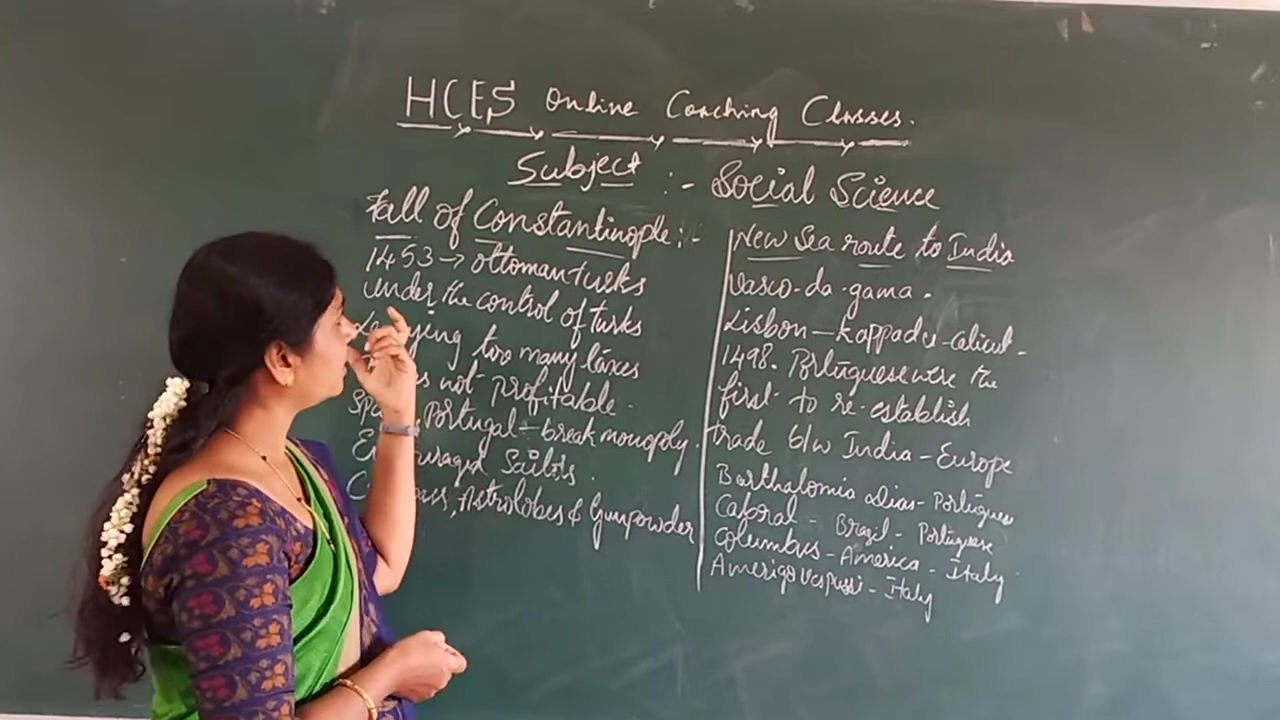 HCES Online Coaching Classes.
Subject :- Social Science
Fall of Constantinople :-
1453 → ottoman turks
under the control of turks
too many taxes
not profitable.
Portugal - break monopoly.
Sailors.
Astrolobes & Gunpowder
New Sea route to India
Vasco-da-gama.
Lisbon - Kappadu - calicut -
1498. Portuguese were the
first to re-establish
trade b/w India - Europe
Barthalomia dias - Portuguese
Cabral - Brazil - Portuguese
Columbus - America - Italy.
Amerigo Vespussi - Italy